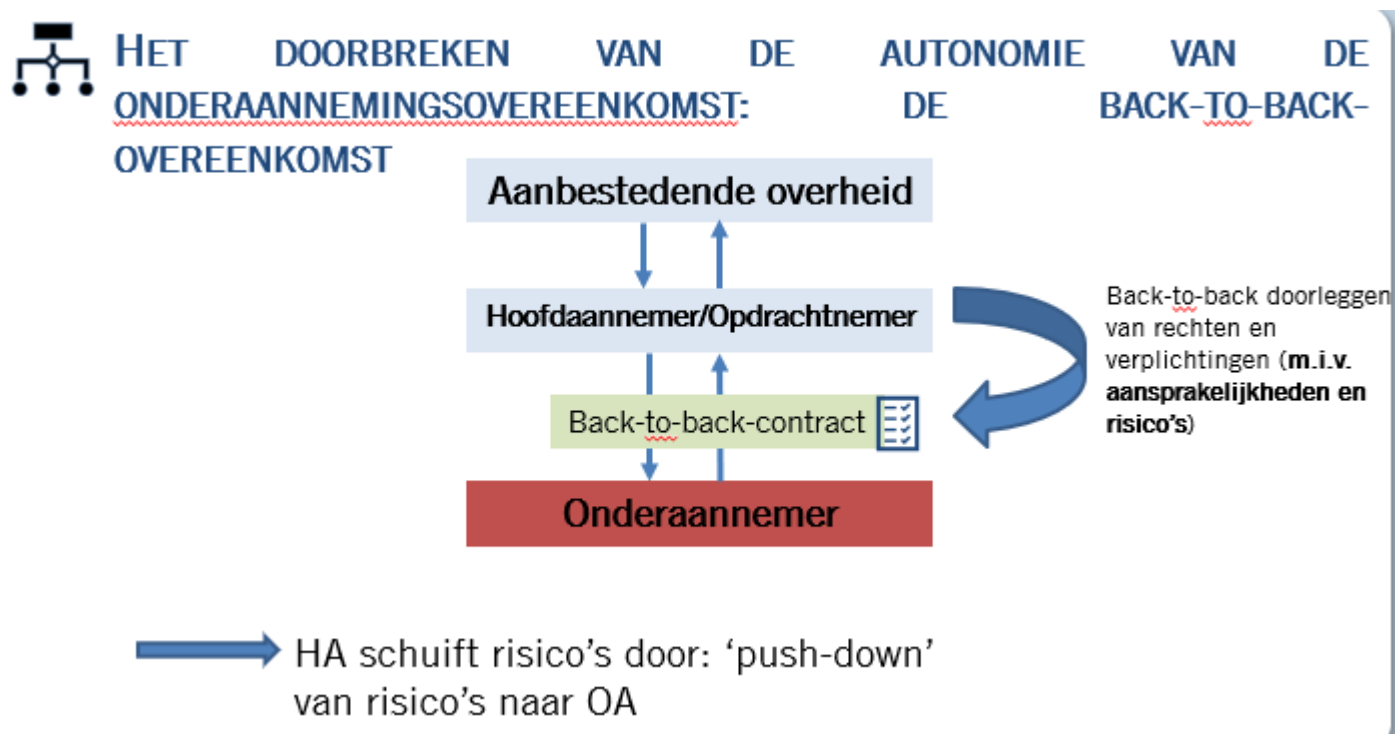 HET DOORBREKEN VAN DE AUTONOMIE VAN DE
ONDERAANNEMINGSOVEREENKOMST: DE BACK-TO-BACK-
OVEREENKOMST
Aanbestedende overheid
Hoofdaannemer/Opdrachtnemer
Back-to-back doorleggen
van rechten en
verplichtingen (m.i.v.
aansprakelijkheden en
risico's)
Back-to-back-contract
Onderaannemer
HA schuift risico's door: 'push-down'
van risico's naar OA